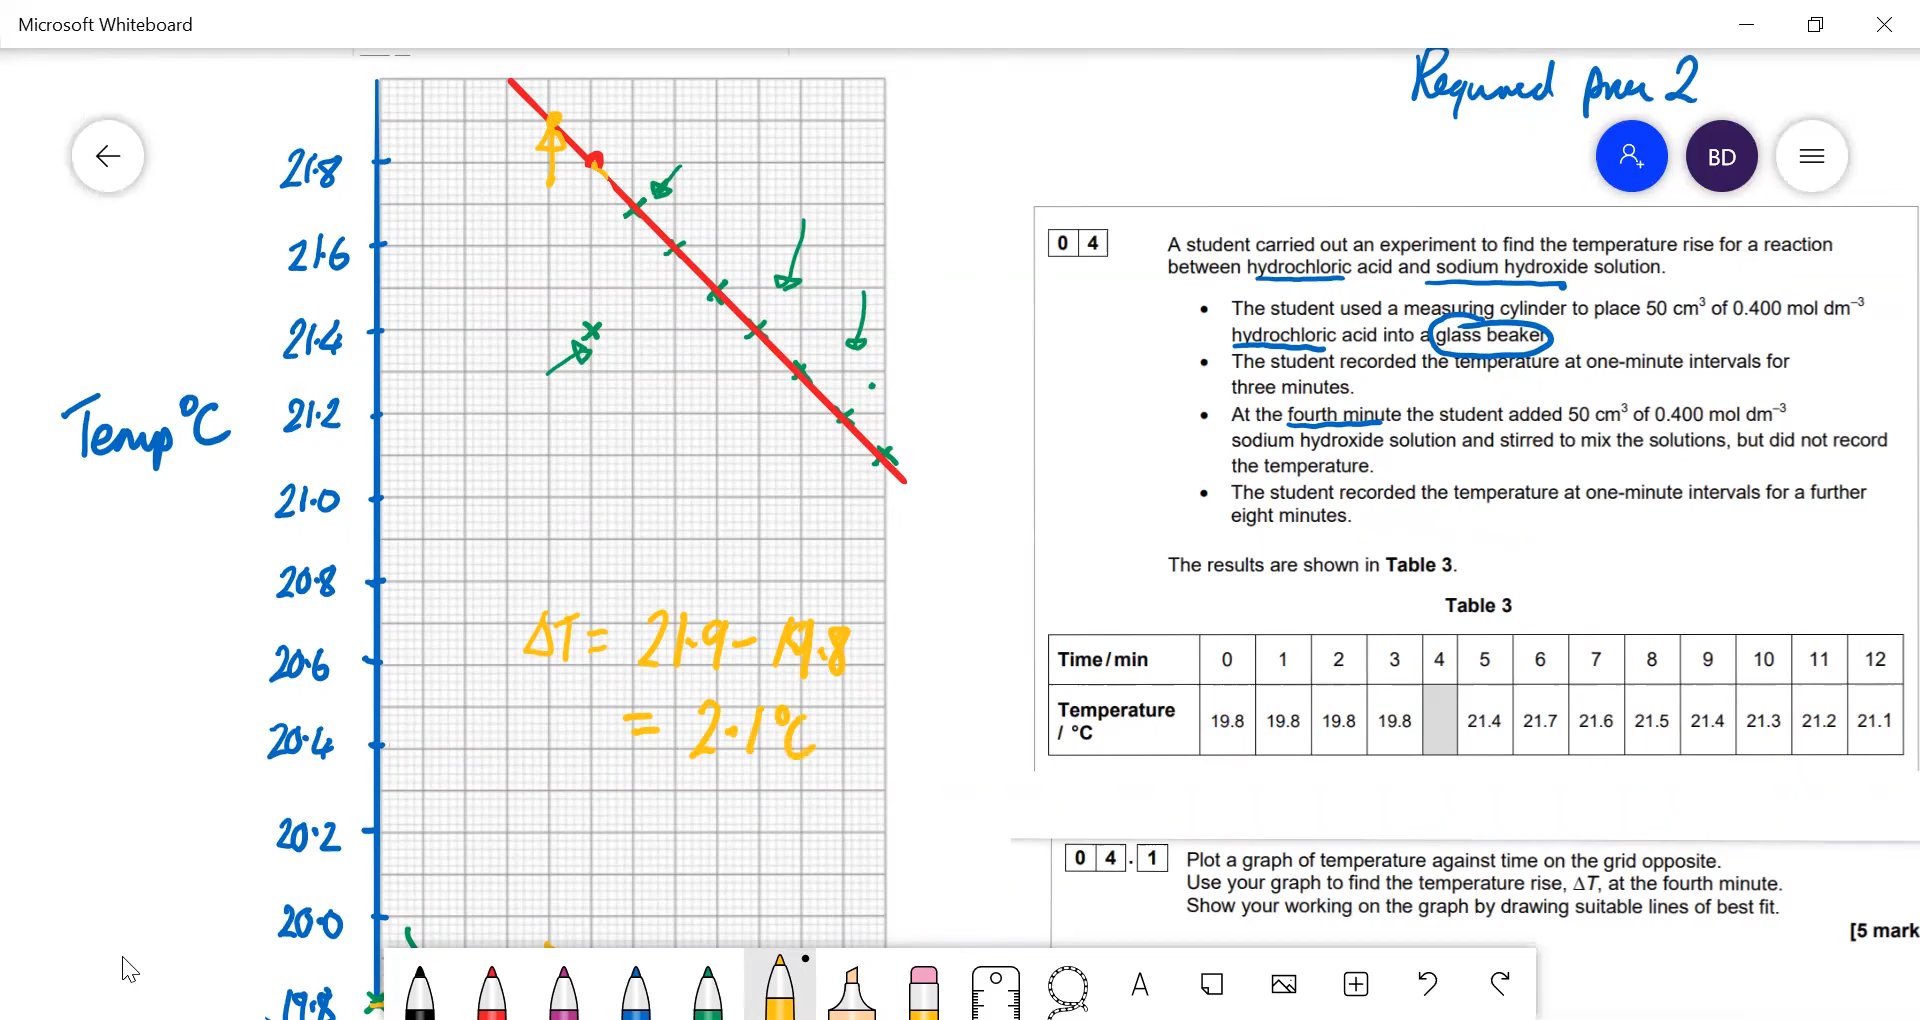 Microsoft Whiteboard
Required prac 2
BD
21.8
21.6
21.4
21.2
21.0
20.8
20.6
20.4
20.2
20.0
19.8
Temp °C
ΔT = 21.9 - 19.8
= 2.1°C
0 4
A student carried out an experiment to find the temperature rise for a reaction
between hydrochloric acid and sodium hydroxide solution.
• The student used a measuring cylinder to place 50 cm³ of 0.400 mol dm⁻³
hydrochloric acid into a glass beaker
• The student recorded the temperature at one-minute intervals for
three minutes.
• At the fourth minute the student added 50 cm³ of 0.400 mol dm⁻³
sodium hydroxide solution and stirred to mix the solutions, but did not record
the temperature.
• The student recorded the temperature at one-minute intervals for a further
eight minutes.
The results are shown in Table 3.
Table 3
Time / min 0 1 2 3 4 5 6 7 8 9 10 11 12
Temperature / °C 19.8 19.8 19.8 19.8 21.4 21.7 21.6 21.5 21.4 21.3 21.2 21.1
0 4 . 1
Plot a graph of temperature against time on the grid opposite.
Use your graph to find the temperature rise, ΔT, at the fourth minute.
Show your working on the graph by drawing suitable lines of best fit.
[5 mark
A